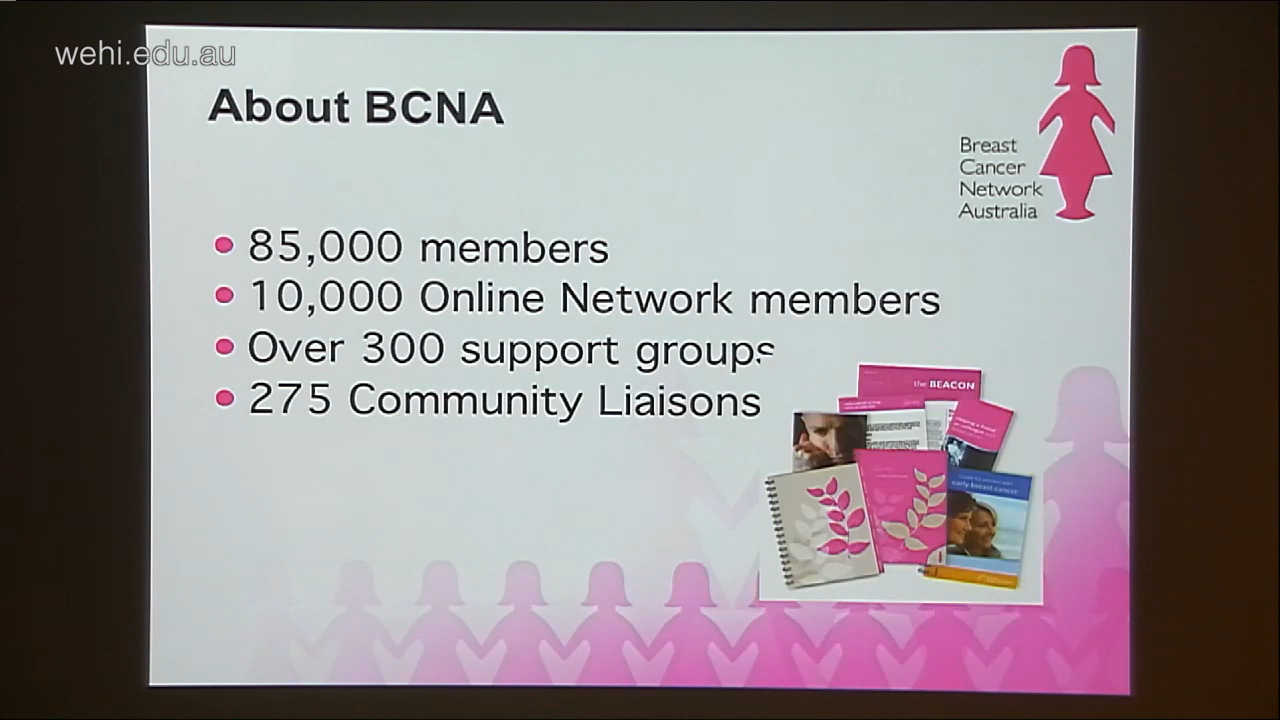 wehi.edu.au
About BCNA
Breast
Cancer
Network
Australia
85,000 members
10,000 Online Network members
Over 300 support groups
275 Community Liaisons
the BEACON
early breast cancer